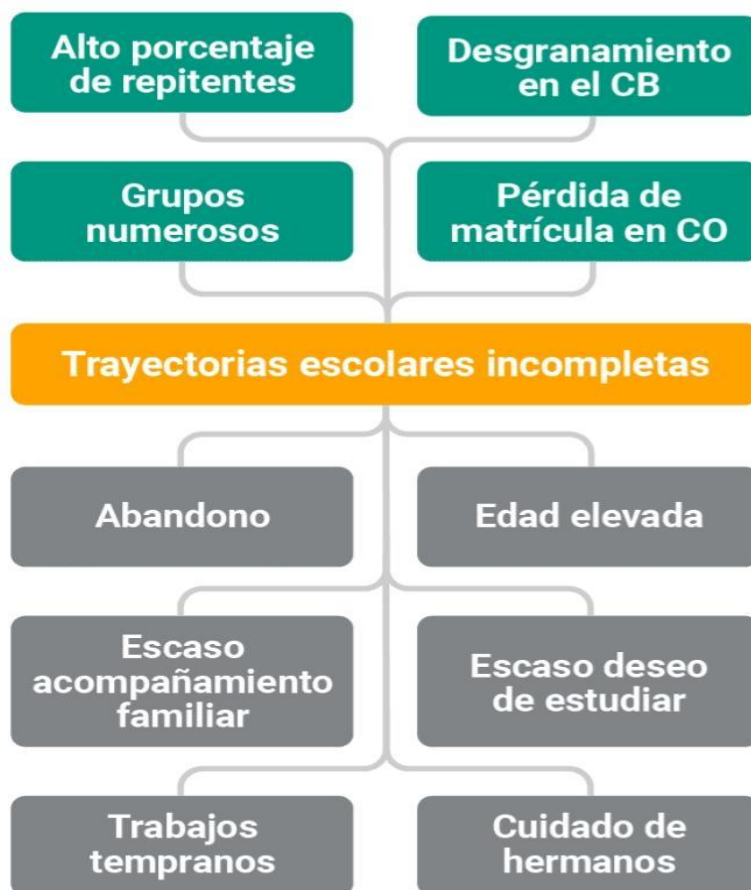 Alto porcentaje
de repitentes
Desgranamiento
en el CB
Grupos
numerosos
Pérdida de
matrícula en CO
Trayectorias escolares incompletas
Abandono
Edad elevada
Escaso
acompañamiento
familiar
Escaso deseo
de estudiar
Trabajos
tempranos
Cuidado de
hermanos